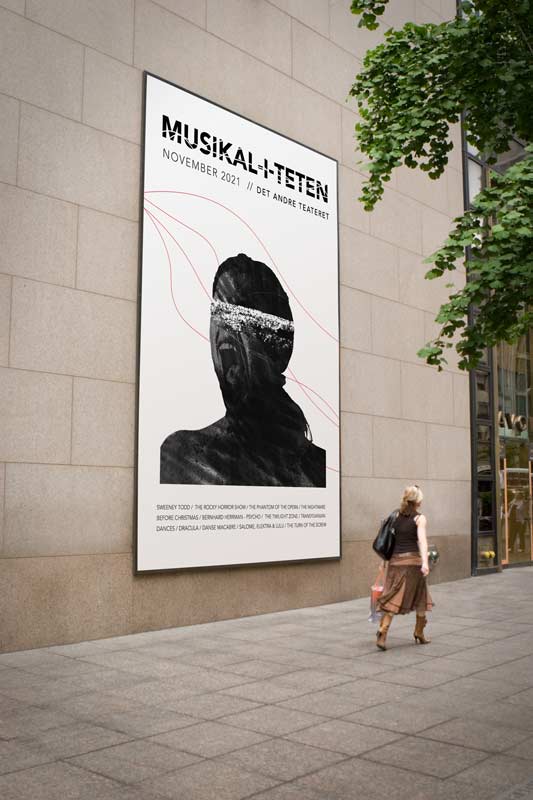 MUSIKAL-I-TETEN
NOVEMBER 2021 // DET ANDRE TEATERET
SWEENEY TODD / THE ROCKY HORROR SHOW / THE PHANTOM OF THE OPERA / THE NIGHTMARE
BEFORE CHRISTMAS / BERNHARD HERRMAN - PSYCHO / THE TWILIGHT ZONE / TRANSYLVANIAN
DANCES / DRACULA / DANSE MACABRE / SALOME, ELEKTRA & LULU / THE TURN OF THE SCREW